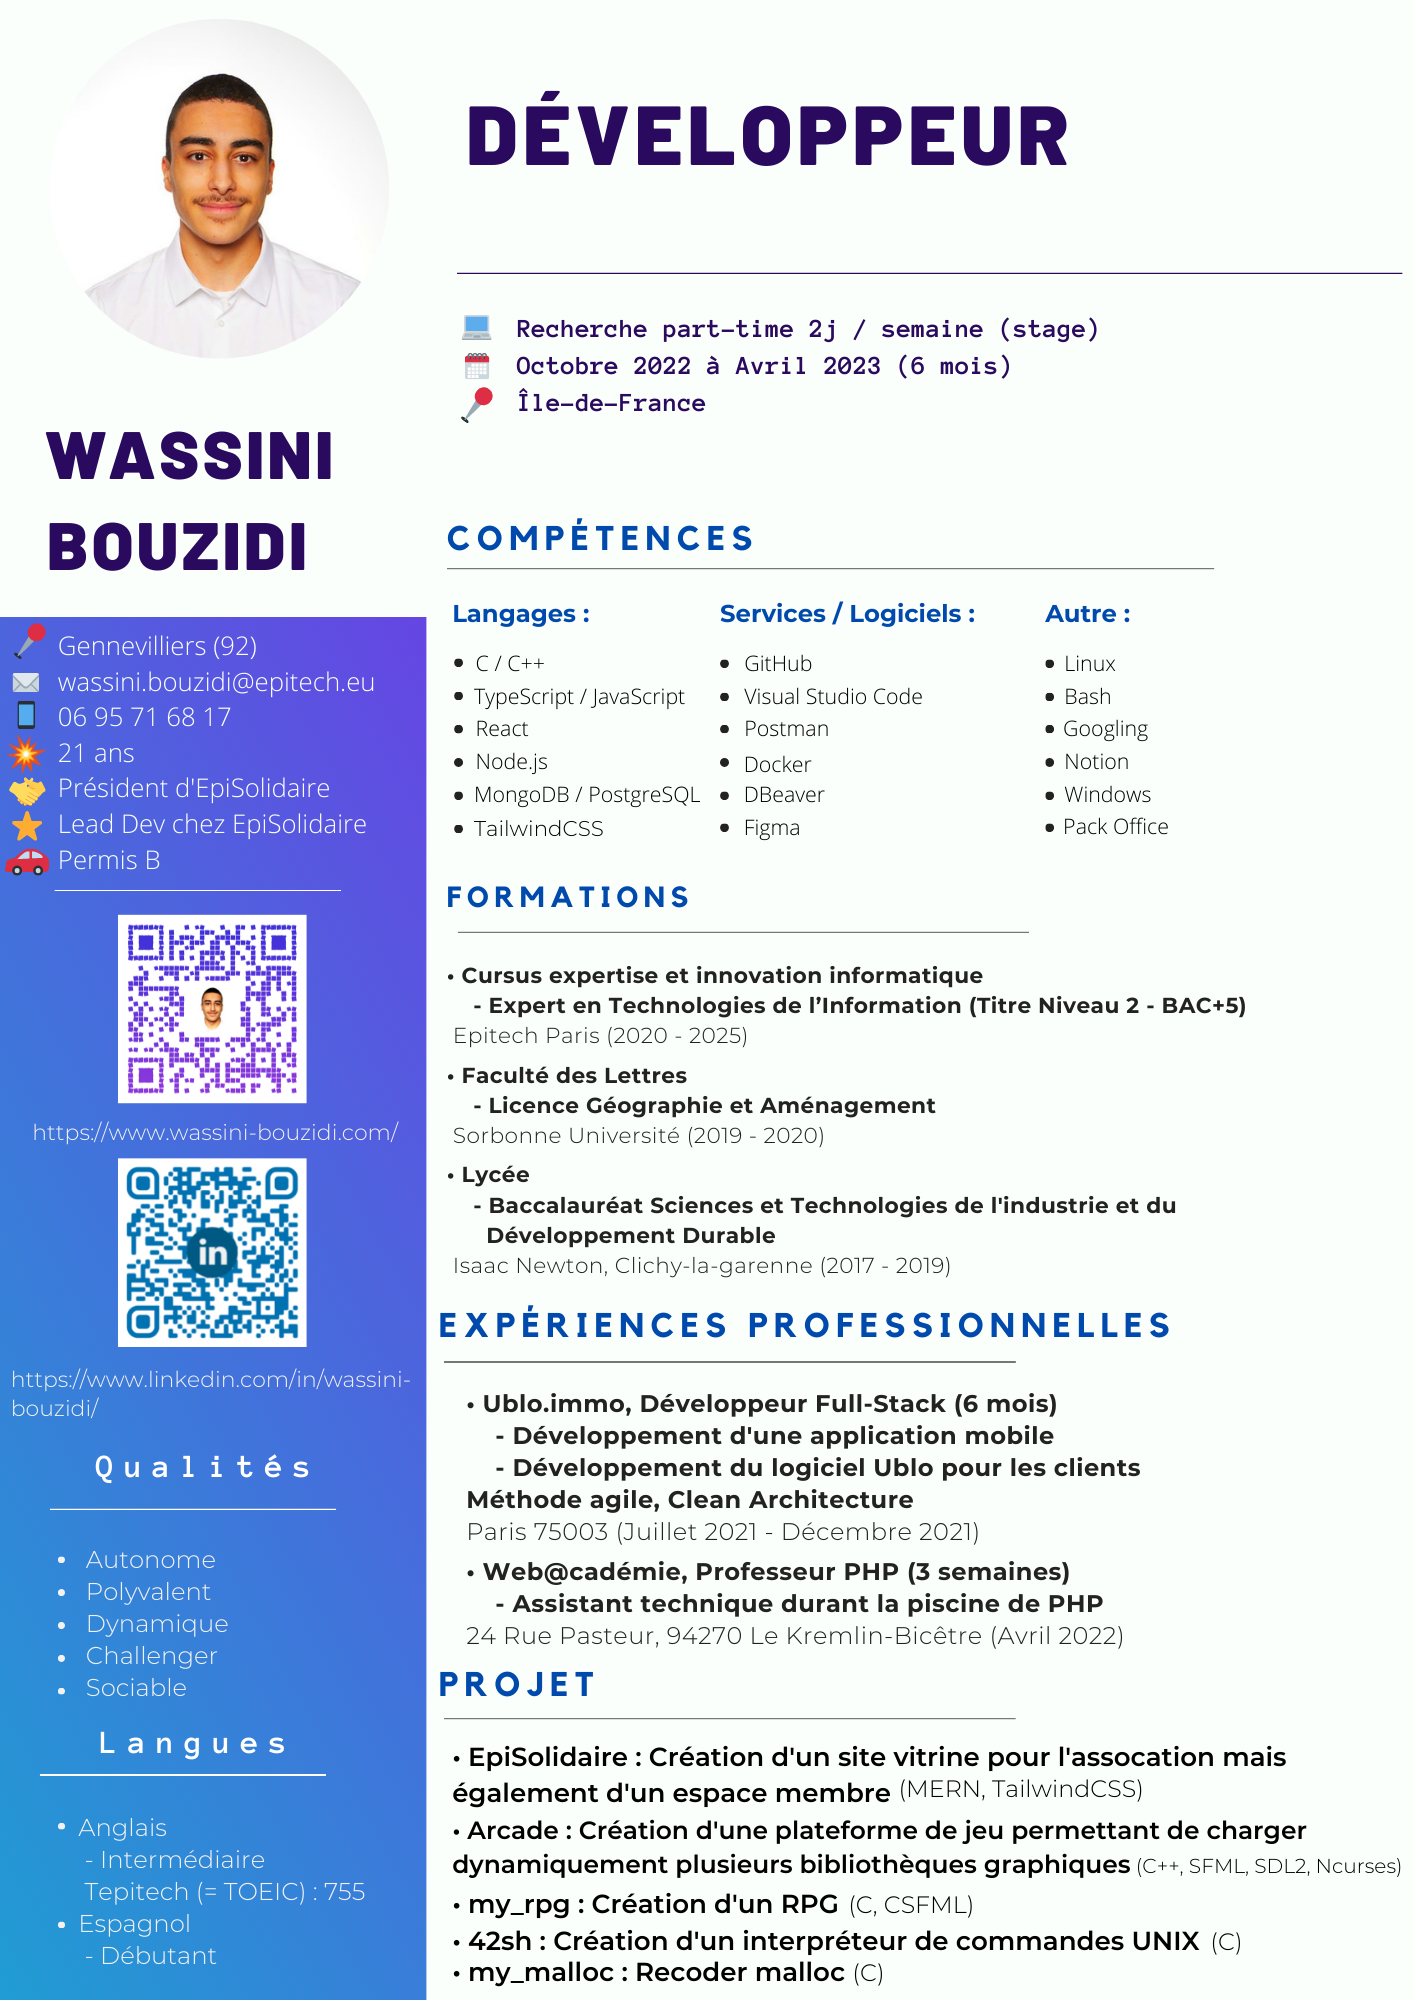 DÉVELOPPEUR
Recherche part-time 2j / semaine (stage)
Octobre 2022 à Avril 2023 (6 mois)
Île-de-France
WASSINI
BOUZIDI
Gennevilliers (92)
wassini.bouzidi@epitech.eu
06 95 71 68 17
21 ans
Président d'EpiSolidaire
Lead Dev chez EpiSolidaire
Permis B
https://www.wassini-bouzidi.com/
in
https://www.linkedin.com/in/wassini-
bouzidi/
Qualités
• Autonome
• Polyvalent
• Dynamique
• Challenger
• Sociable
Langues
• Anglais
- Intermédiaire
Tepitech (= TOEIC) : 755
• Espagnol
- Débutant
COMPÉTENCES
Langages :
• C / C++
• TypeScript / JavaScript
• React
• Node.js
• MongoDB / PostgreSQL
• TailwindCSS
Services / Logiciels :
• GitHub
• Visual Studio Code
• Postman
• Docker
• DBeaver
• Figma
Autre :
• Linux
• Bash
• Googling
• Notion
• Windows
• Pack Office
FORMATIONS
• Cursus expertise et innovation informatique
- Expert en Technologies de l’Information (Titre Niveau 2 - BAC+5)
Epitech Paris (2020 - 2025)
• Faculté des Lettres
- Licence Géographie et Aménagement
Sorbonne Université (2019 - 2020)
• Lycée
- Baccalauréat Sciences et Technologies de l'industrie et du
Développement Durable
Isaac Newton, Clichy-la-garenne (2017 - 2019)
EXPÉRIENCES PROFESSIONNELLES
• Ublo.immo, Développeur Full-Stack (6 mois)
- Développement d'une application mobile
- Développement du logiciel Ublo pour les clients
Méthode agile, Clean Architecture
Paris 75003 (Juillet 2021 - Décembre 2021)
• Web@cadémie, Professeur PHP (3 semaines)
- Assistant technique durant la piscine de PHP
24 Rue Pasteur, 94270 Le Kremlin-Bicêtre (Avril 2022)
PROJET
• EpiSolidaire : Création d'un site vitrine pour l'assocation mais
également d'un espace membre (MERN, TailwindCSS)
• Arcade : Création d'une plateforme de jeu permettant de charger
dynamiquement plusieurs bibliothèques graphiques (C++, SFML, SDL2, Ncurses)
• my_rpg : Création d'un RPG (C, CSFML)
• 42sh : Création d'un interpréteur de commandes UNIX (C)
• my_malloc : Recoder malloc (C)